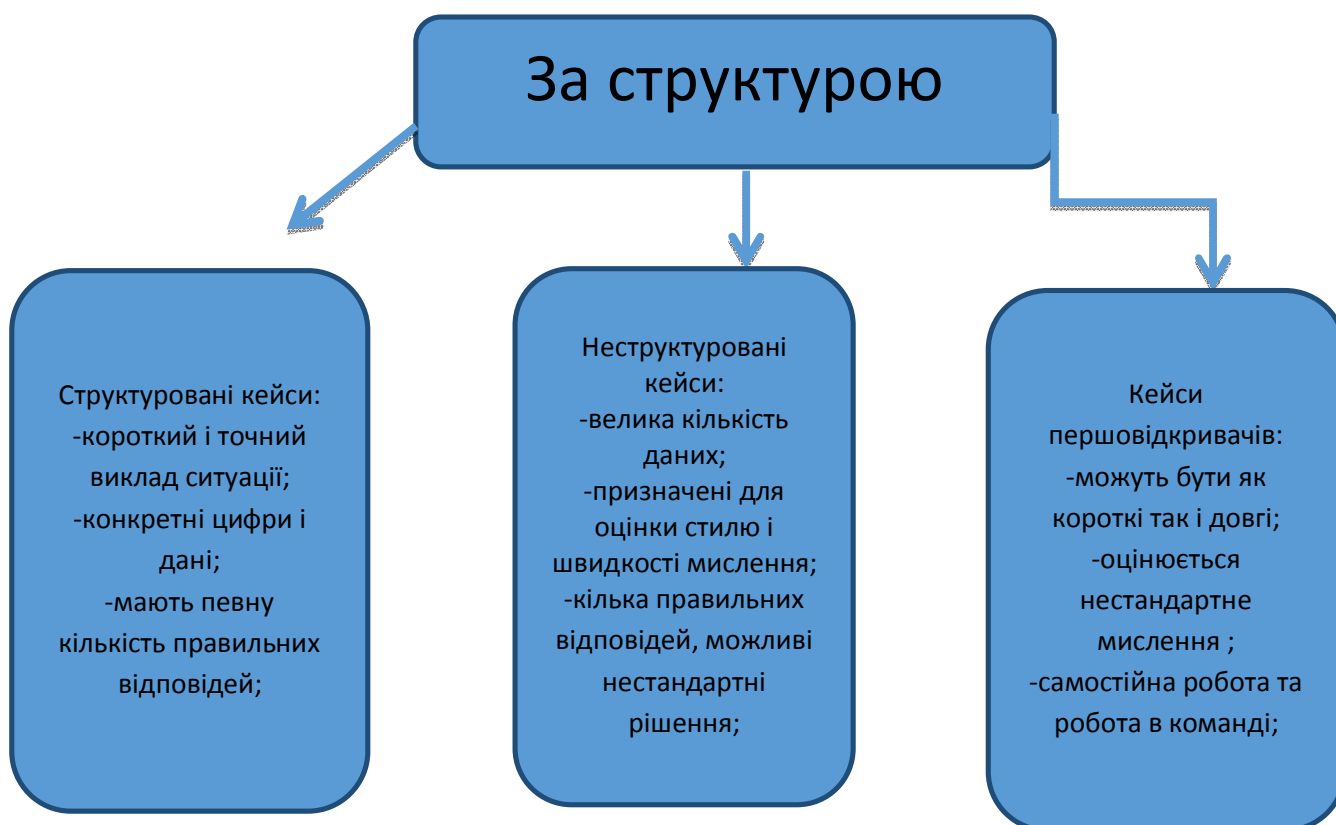 За структурою
Структуровані кейси:
-короткий і точний
виклад ситуації;
-конкретні цифри і
дані;
-мають певну
кількість правильних
відповідей;
Неструктуровані
кейси:
-велика кількість
даних;
-призначені для
оцінки стилю і
швидкості мислення;
-кілька правильних
відповідей, можливі
нестандартні
рішення;
Кейси
першовідкривачів:
-можуть бути як
короткі так і довгі;
-оцінюється
нестандартне
мислення ;
-самостійна робота та
робота в команді;